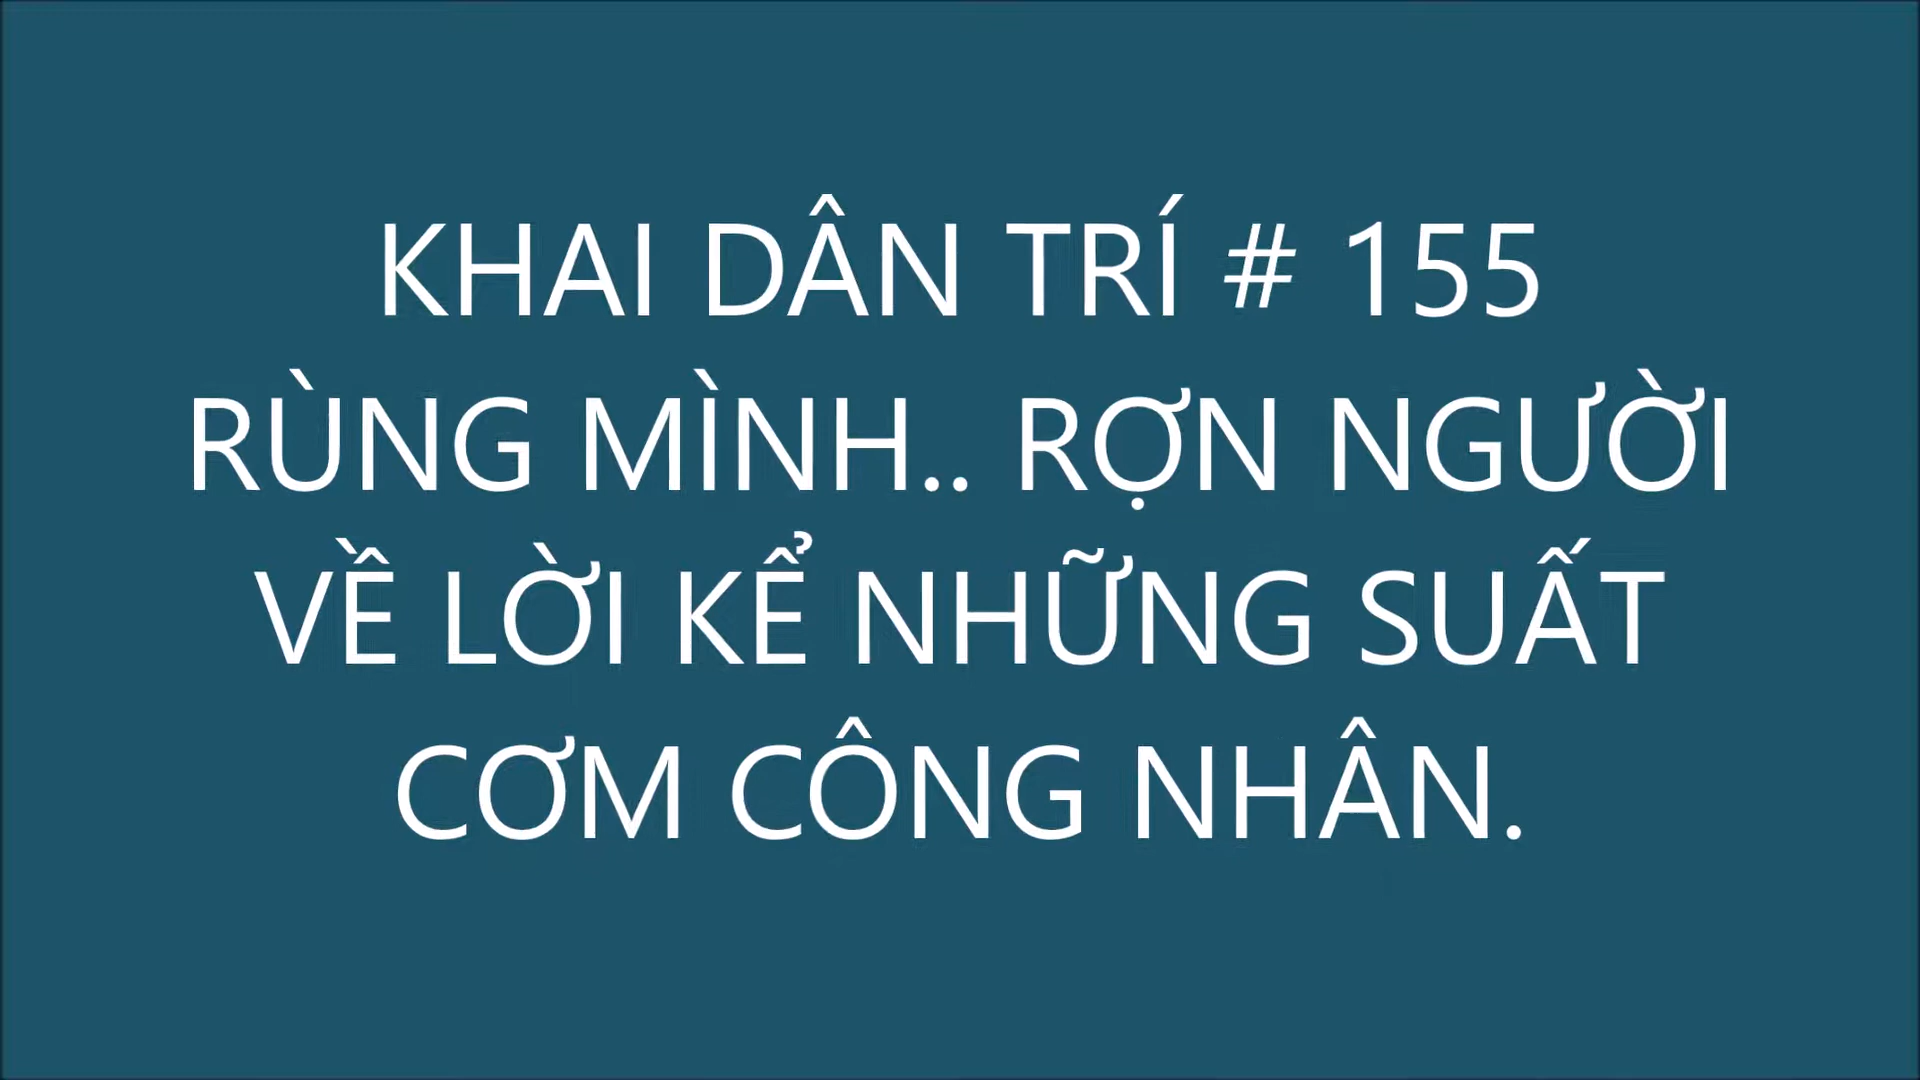 KHAI DÂN TRÍ # 155
RÙNG MÌNH.. RỢN NGƯỜI
VỀ LỜI KỂ NHỮNG SUẤT
CƠM CÔNG NHÂN.